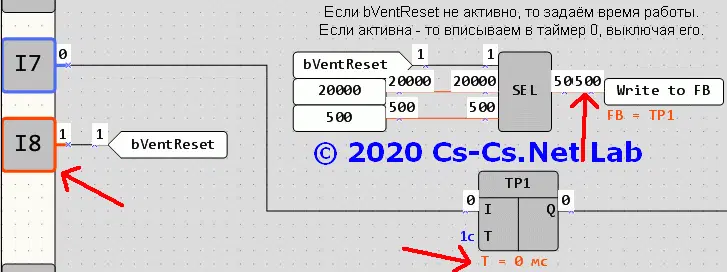 Если bVentReset не активно, то задаём время работы.
Если активна - то вписываем в таймер 0, выключая его.
I7
0
bVentReset
1
1
20000
20000
20000
SEL
500
Write to FB
500
500
500
FB = TP1
I8
1
1
bVentReset
© 2020 Cs-Cs.Net Lab
TP1
0
I
Q
0
1с
T
T = 0 мс